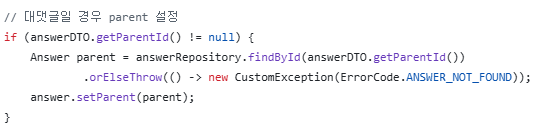 // 대댓글일 경우 parent 설정
if (answerDTO.getParentId() != null) {
    Answer parent = answerRepository.findById(answerDTO.getParentId())
            .orElseThrow(() -> new CustomException(ErrorCode.ANSWER_NOT_FOUND));
    answer.setParent(parent);
}